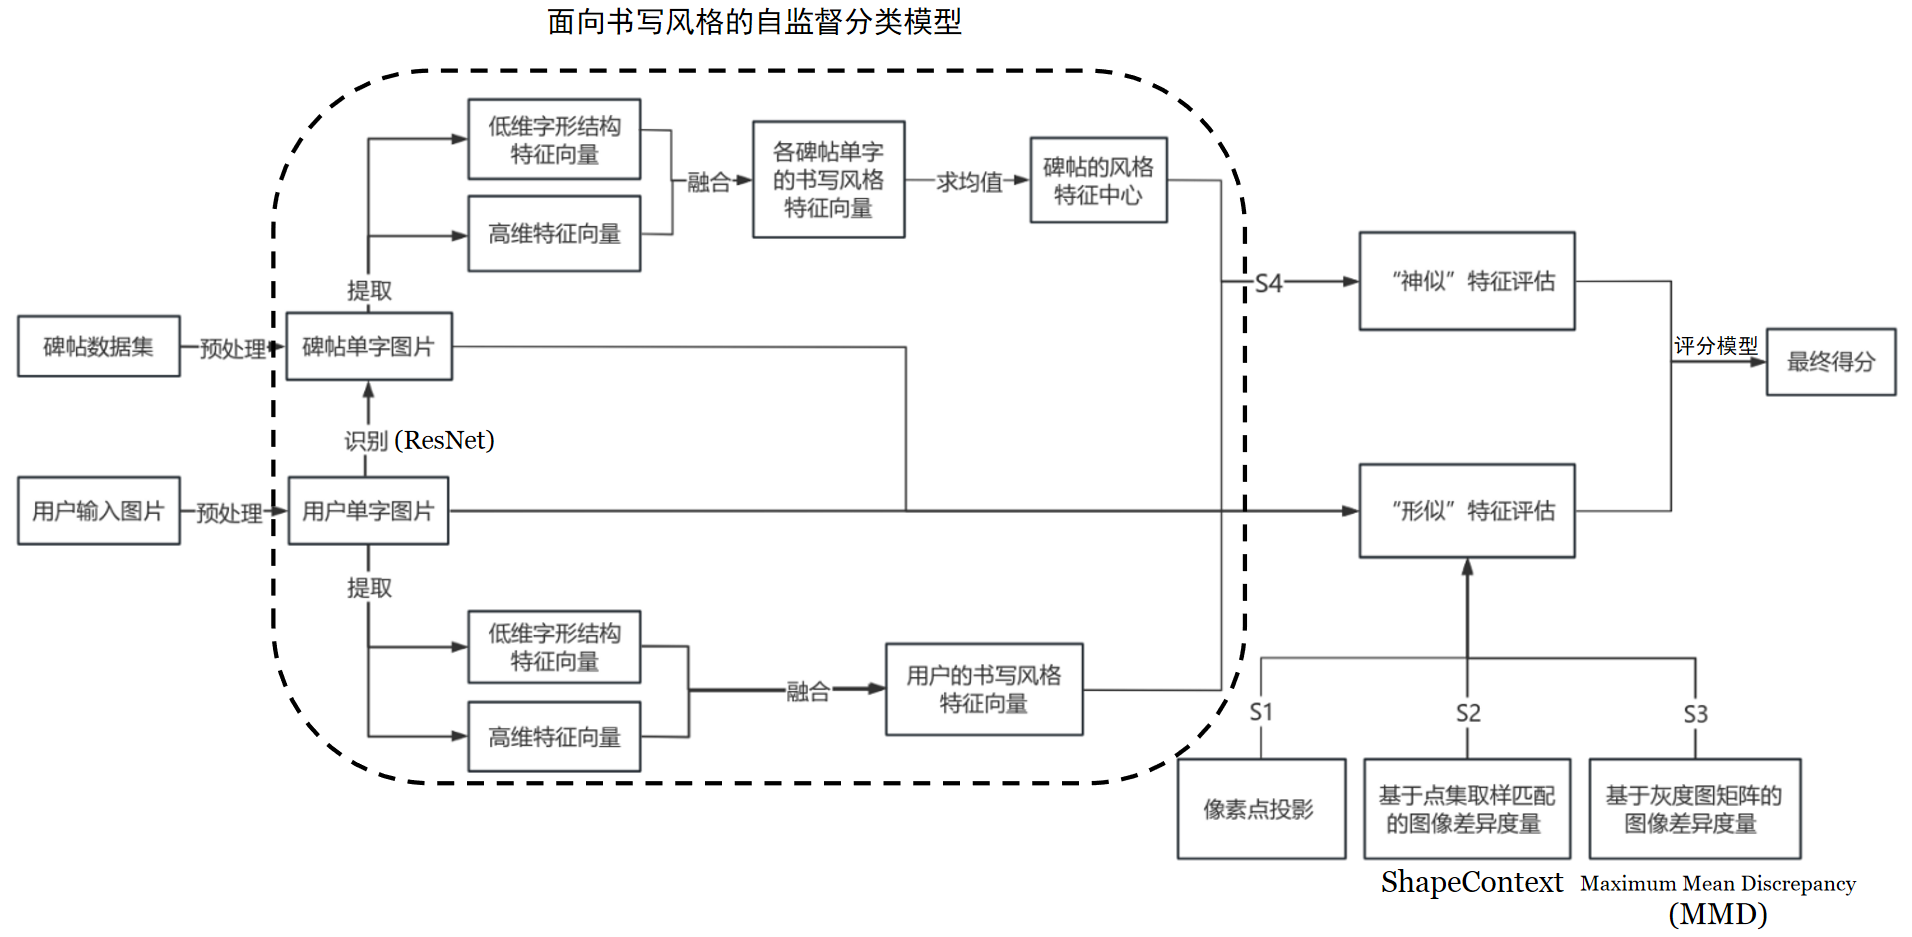 面向书写风格的自监督分类模型
低维字形结构
特征向量
高维特征向量
融合
各碑帖单字
的书写风格
特征向量
求均值
碑帖的风格
特征中心
提取
碑帖数据集
预处理
碑帖单字图片
S4
“神似”特征评估
评分模型
最终得分
识别 (ResNet)
用户输入图片
预处理
用户单字图片
“形似”特征评估
提取
低维字形结构
特征向量
高维特征向量
融合
用户的书写风格
特征向量
S1
S2
S3
像素点投影
基于点集取样匹配
的图像差异度量
基于灰度图矩阵的
图像差异度量
ShapeContext
Maximum Mean Discrepancy
(MMD)